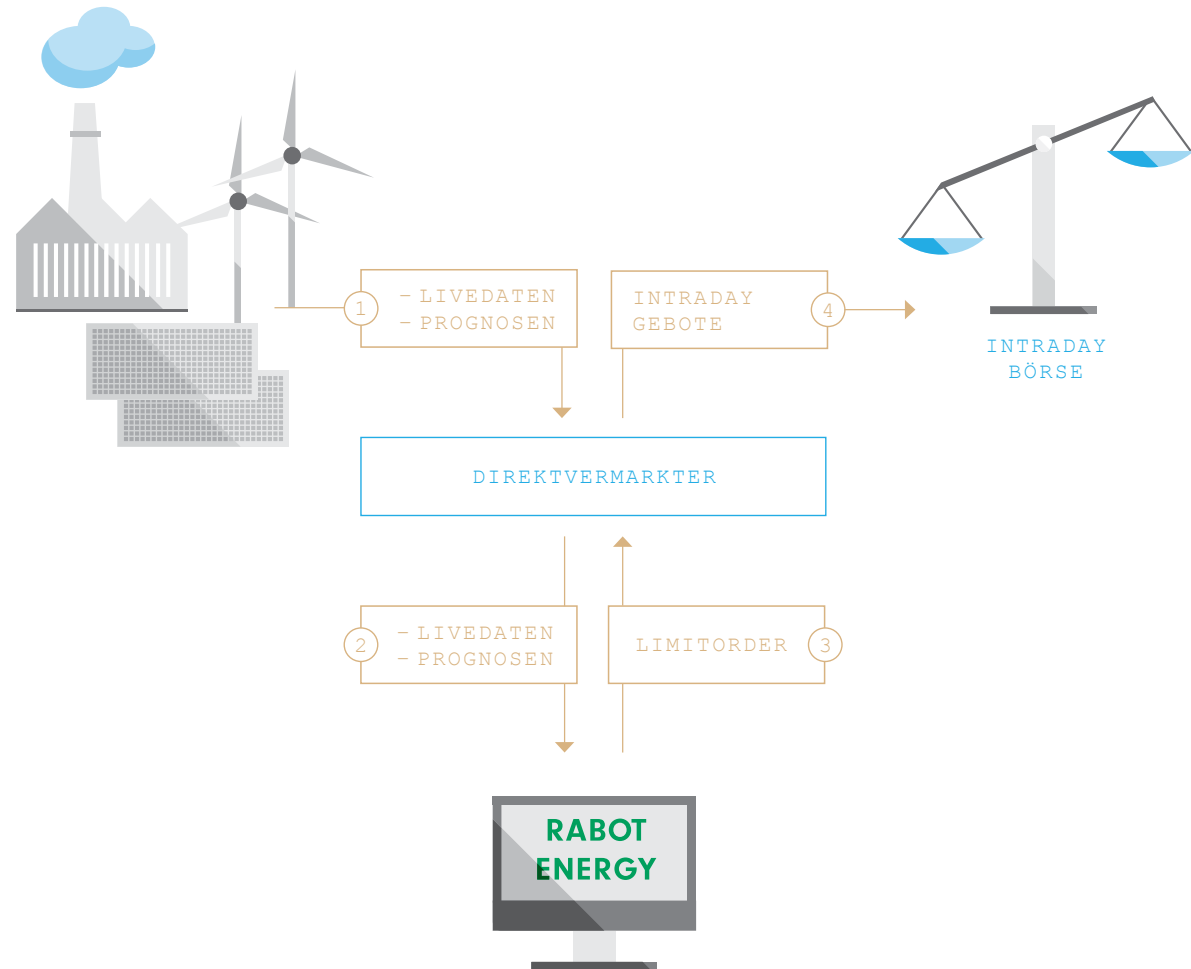 1
– LIVEDATEN
– PROGNOSEN
INTRADAY
GEBOTE
4
INTRADAY
BÖRSE
DIREKTVERMARKTER
2
– LIVEDATEN
– PROGNOSEN
LIMITORDER
3
RABOT
ENERGY